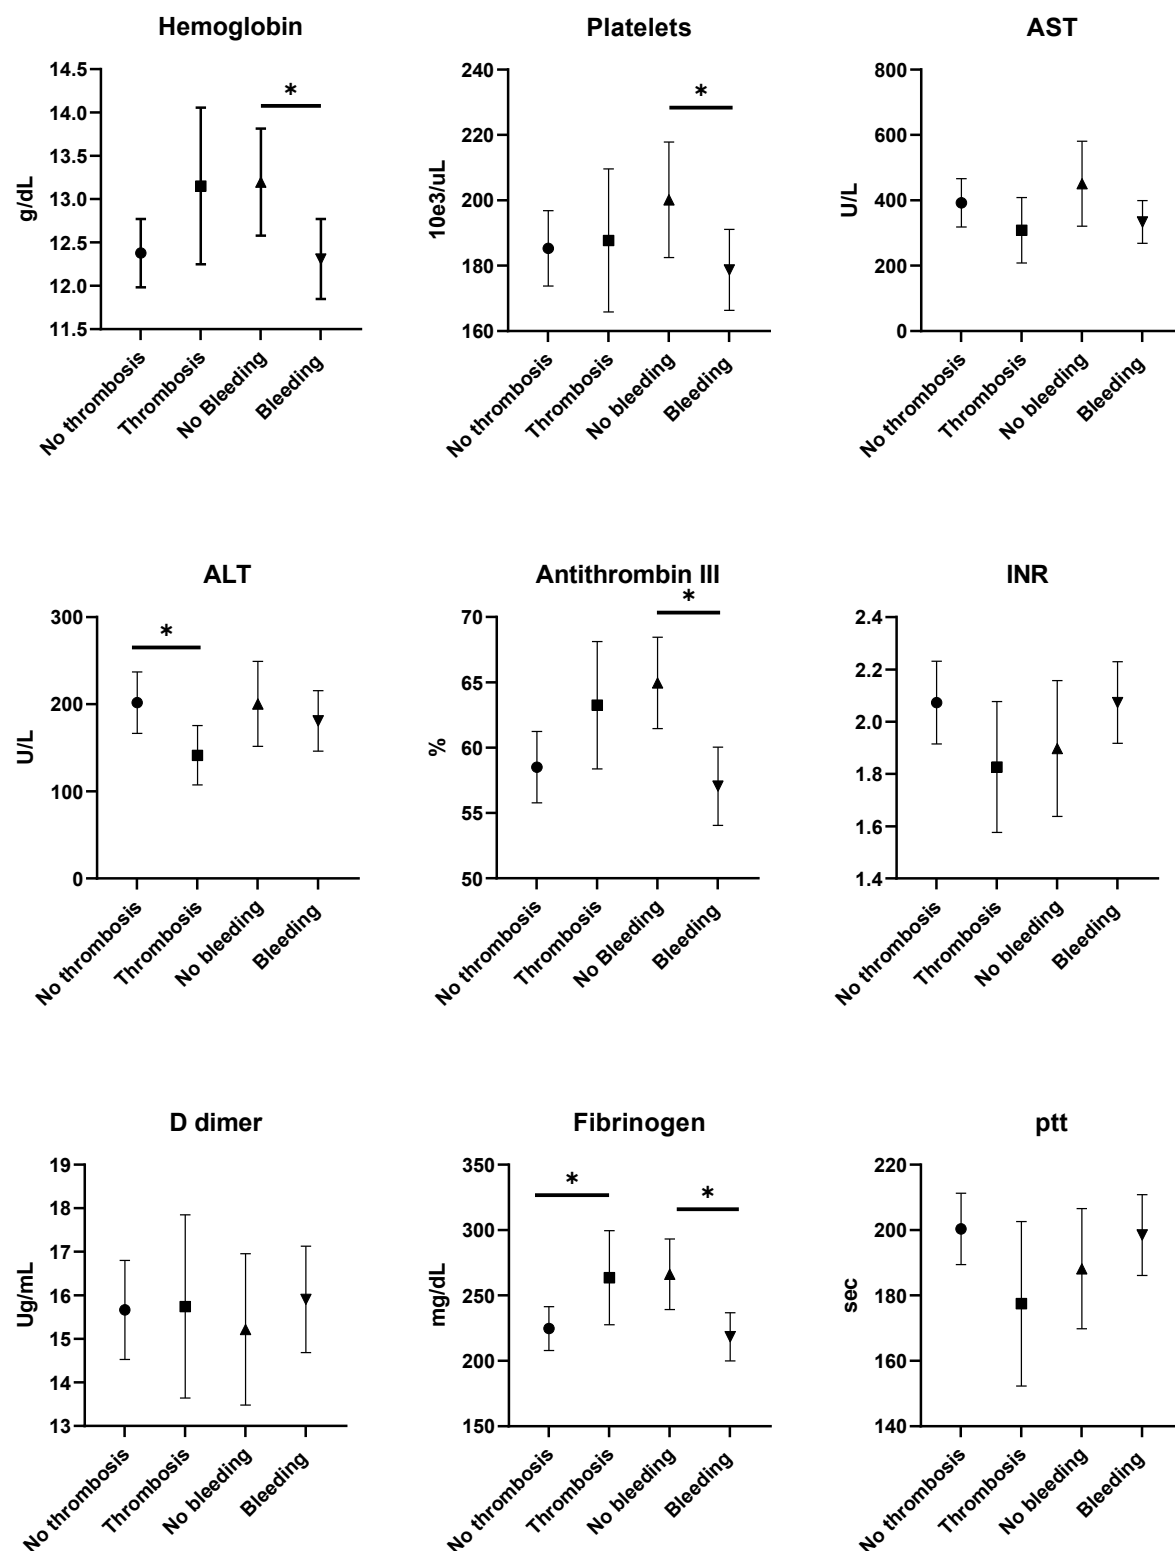 Hemoglobin
Platelets
AST
14.5
14.0
13.5
13.0
12.5
12.0
11.5
g/dL
*
No thrombosis
Thrombosis
No Bleeding
Bleeding
240
220
200
180
160
10e3/uL
*
No thrombosis
Thrombosis
No bleeding
Bleeding
800
600
400
200
0
U/L
No thrombosis
Thrombosis
No bleeding
Bleeding
ALT
Antithrombin III
INR
300
200
100
0
U/L
*
No thrombosis
Thrombosis
No bleeding
Bleeding
70
65
60
55
50
%
*
No thrombosis
Thrombosis
No Bleeding
Bleeding
2.4
2.2
2.0
1.8
1.6
1.4
No thrombosis
Thrombosis
No bleeding
Bleeding
D dimer
Fibrinogen
ptt
19
18
17
16
15
14
13
Ug/mL
No thrombosis
Thrombosis
No bleeding
Bleeding
350
300
250
200
150
mg/dL
*
*
No thrombosis
Thrombosis
No bleeding
Bleeding
220
200
180
160
140
sec
No thrombosis
Thrombosis
No bleeding
Bleeding